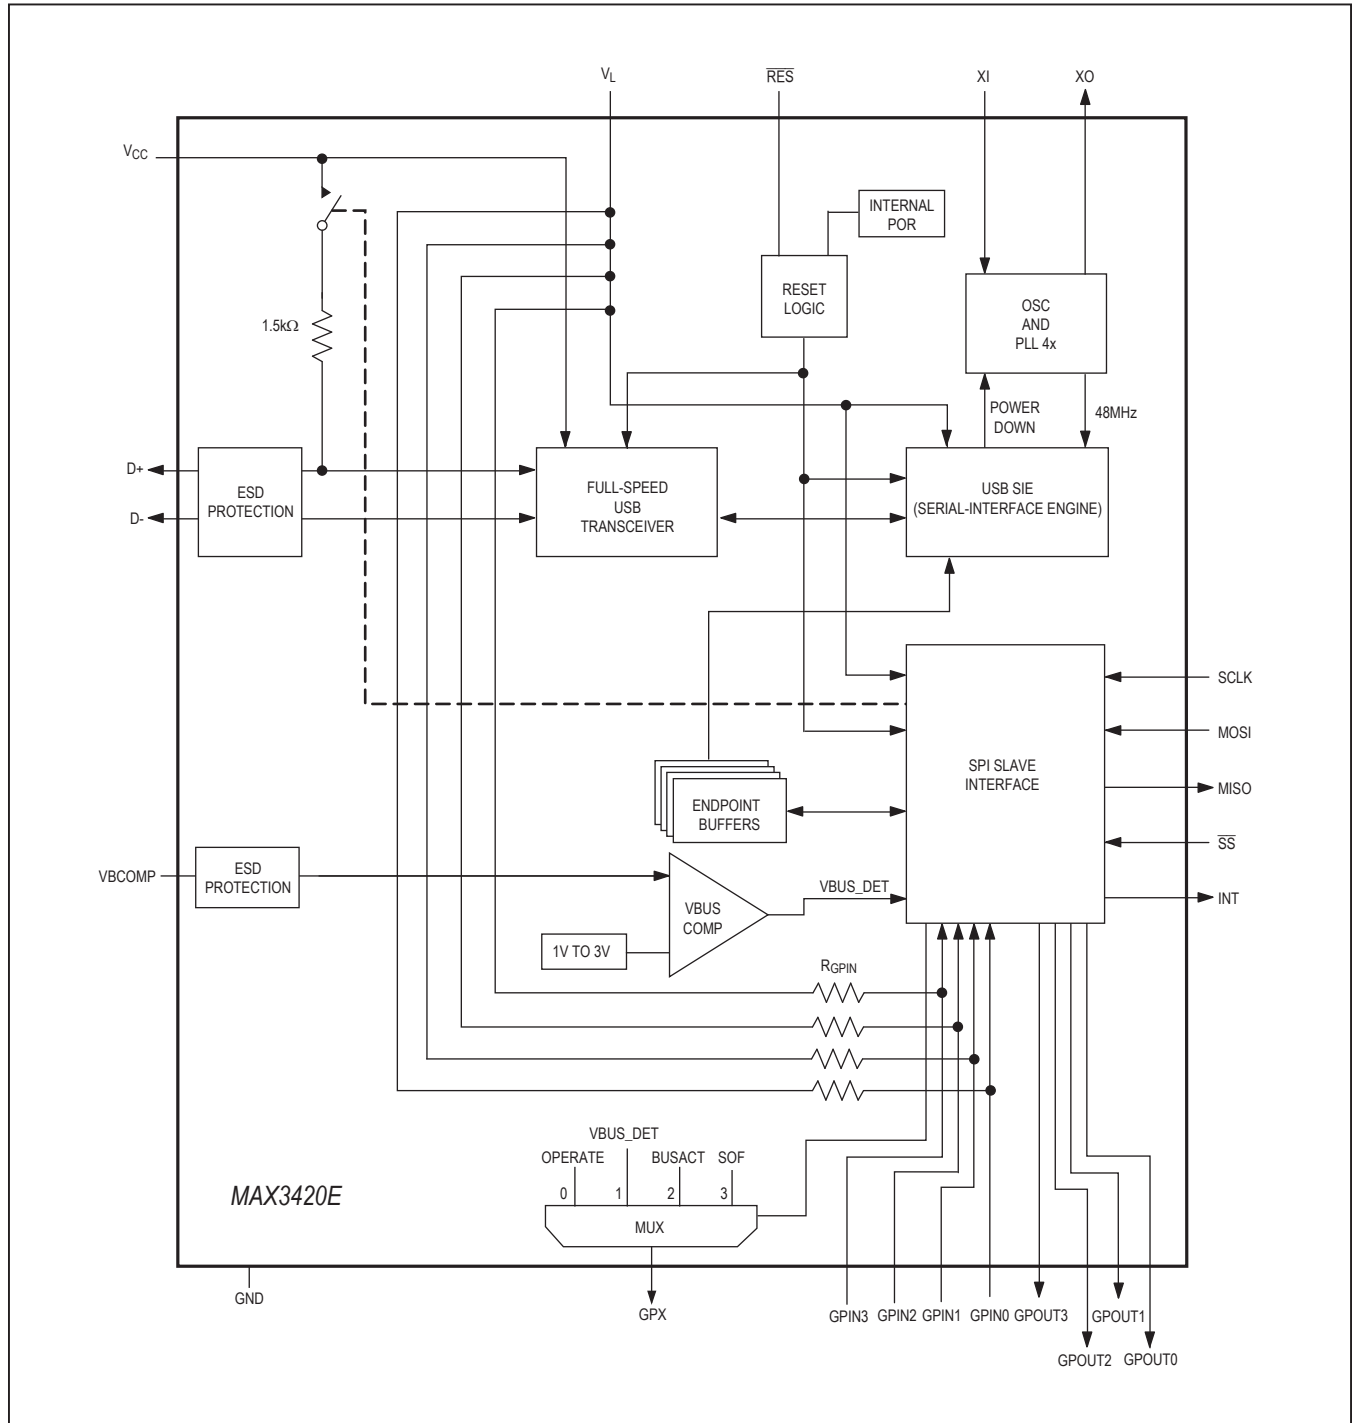 VL
RES
XI
XO
VCC
INTERNAL
POR
RESET
LOGIC
OSC
AND
PLL 4x
1.5kΩ
POWER
DOWN
48MHz
D+
D-
ESD
PROTECTION
FULL-SPEED
USB
TRANSCEIVER
USB SIE
(SERIAL-INTERFACE ENGINE)
SPI SLAVE
INTERFACE
SCLK
MOSI
MISO
SS
INT
ENDPOINT
BUFFERS
VBCOMP
ESD
PROTECTION
VBUS
COMP
VBUS_DET
1V TO 3V
RGPIN
VBUS_DET
OPERATE
BUSACT
SOF
0
1
2
3
MUX
MAX3420E
GND
GPX
GPIN3
GPIN2
GPIN1
GPIN0
GPOUT3
GPOUT1
GPOUT2
GPOUT0